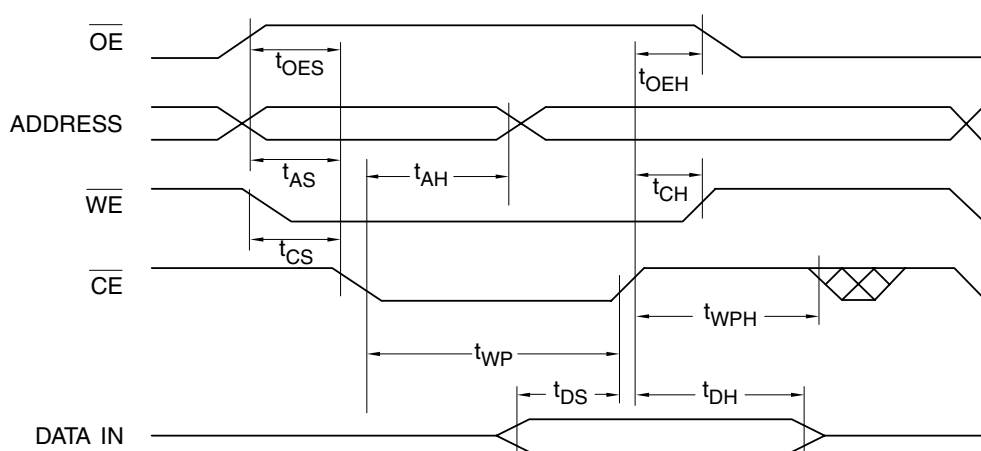 OE
tOES
tOEH
ADDRESS
tAS
tAH
tCH
WE
tCS
CE
tWPH
tWP
tDS
tDH
DATA IN